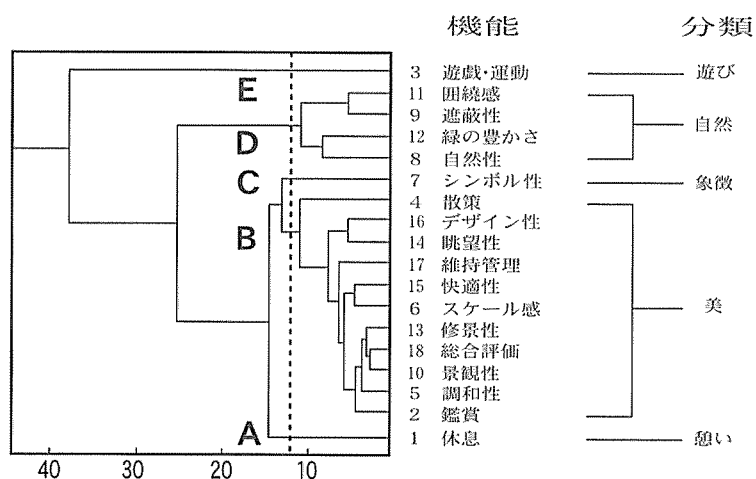 機能 分類
3 遊戯・運動 遊び
E
11 囲繞感
9 遮蔽性 自然
D
12 緑の豊かさ
8 自然性
C
7 シンボル性 象徴
4 散策
16 デザイン性
B
14 眺望性
17 維持管理
15 快適性
6 スケール感 美
13 修景性
18 総合評価
10 景観性
5 調和性
2 鑑賞
A
1 休息 憩い
40 30 20 10